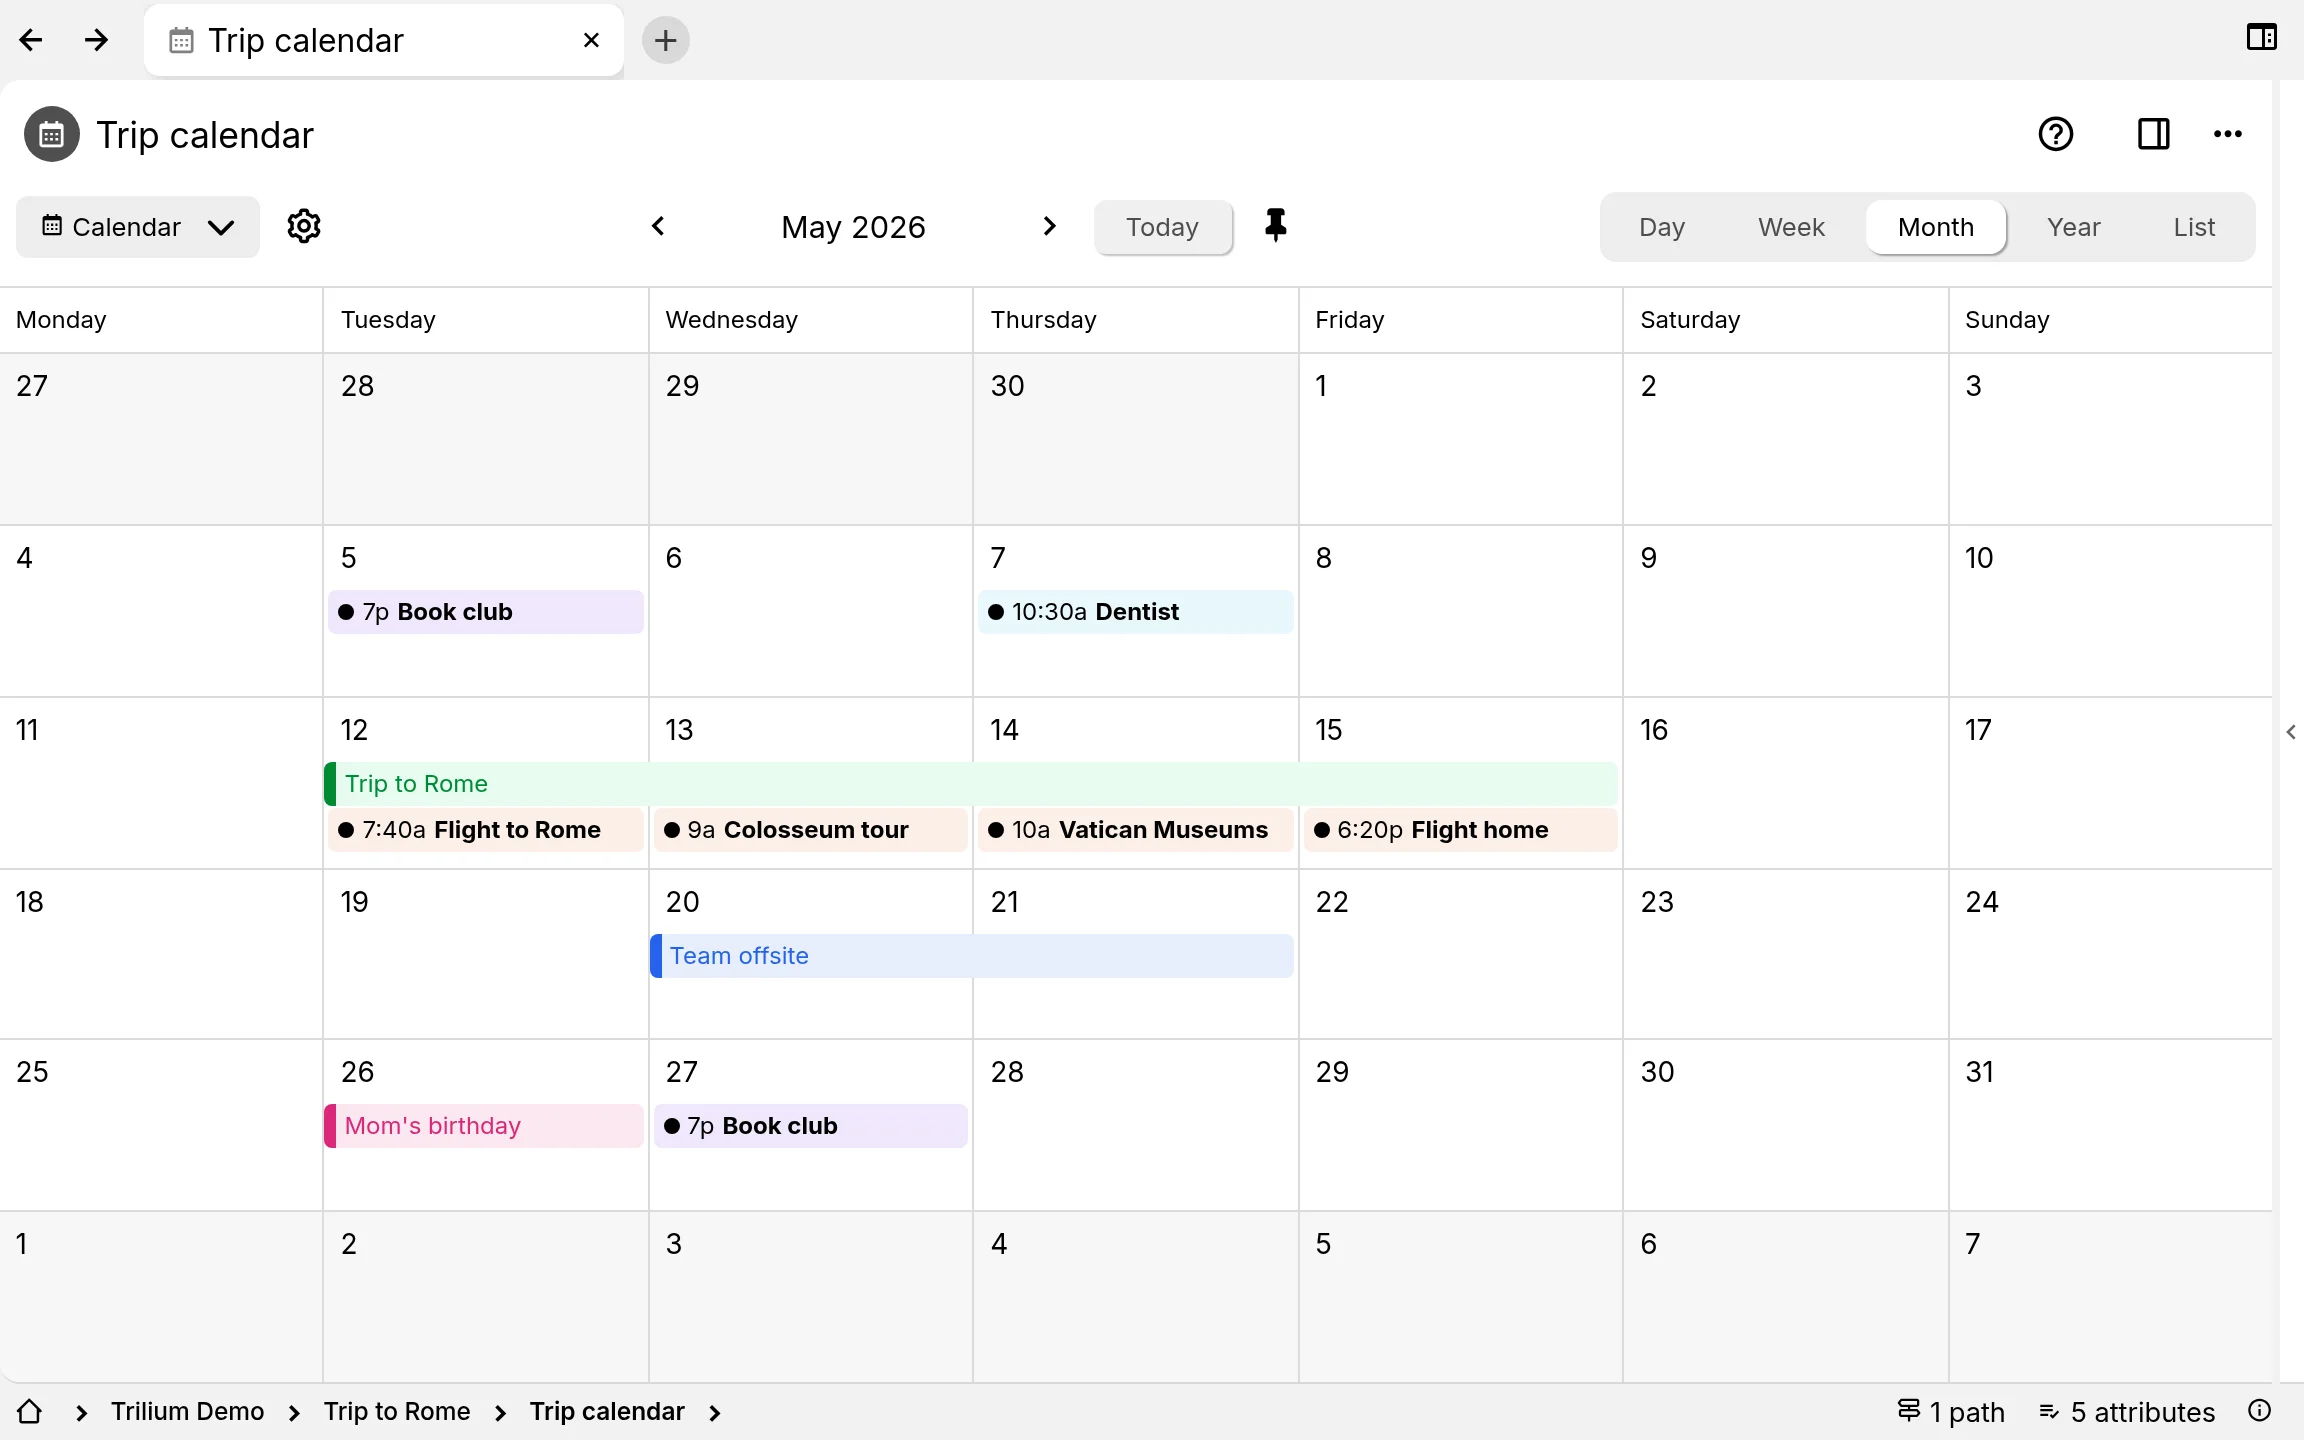 Trip calendar
Trip calendar
Calendar
May 2026
Today
Day Week Month Year List
Monday Tuesday Wednesday Thursday Friday Saturday Sunday
27 28 29 30 1 2 3
4 5 6 7 8 9 10
7p Book club 10:30a Dentist
11 12 13 14 15 16 17
Trip to Rome
7:40a Flight to Rome 9a Colosseum tour 10a Vatican Museums 6:20p Flight home
18 19 20 21 22 23 24
Team offsite
25 26 27 28 29 30 31
Mom's birthday 7p Book club
1 2 3 4 5 6 7
Trilium Demo Trip to Rome Trip calendar 1 path 5 attributes